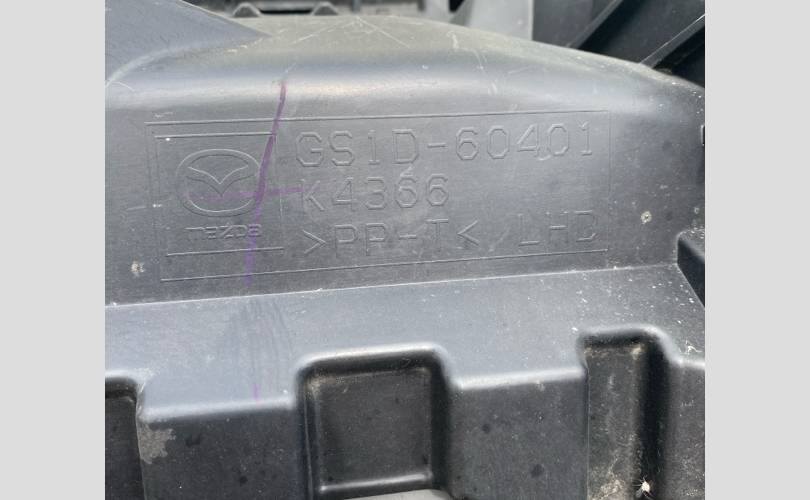 GS1D-60401
K4366
mazda
>PP-T< LHD